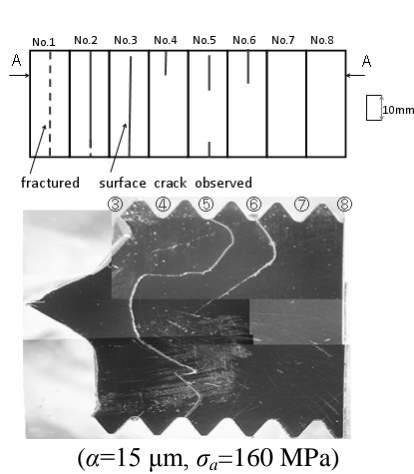 No.1 No.2 No.3 No.4 No.5 No.6 No.7 No.8
A A
10mm
fractured surface crack observed
③ ④ ⑤ ⑥ ⑦ ⑧
(α=15 μm, σₐ=160 MPa)